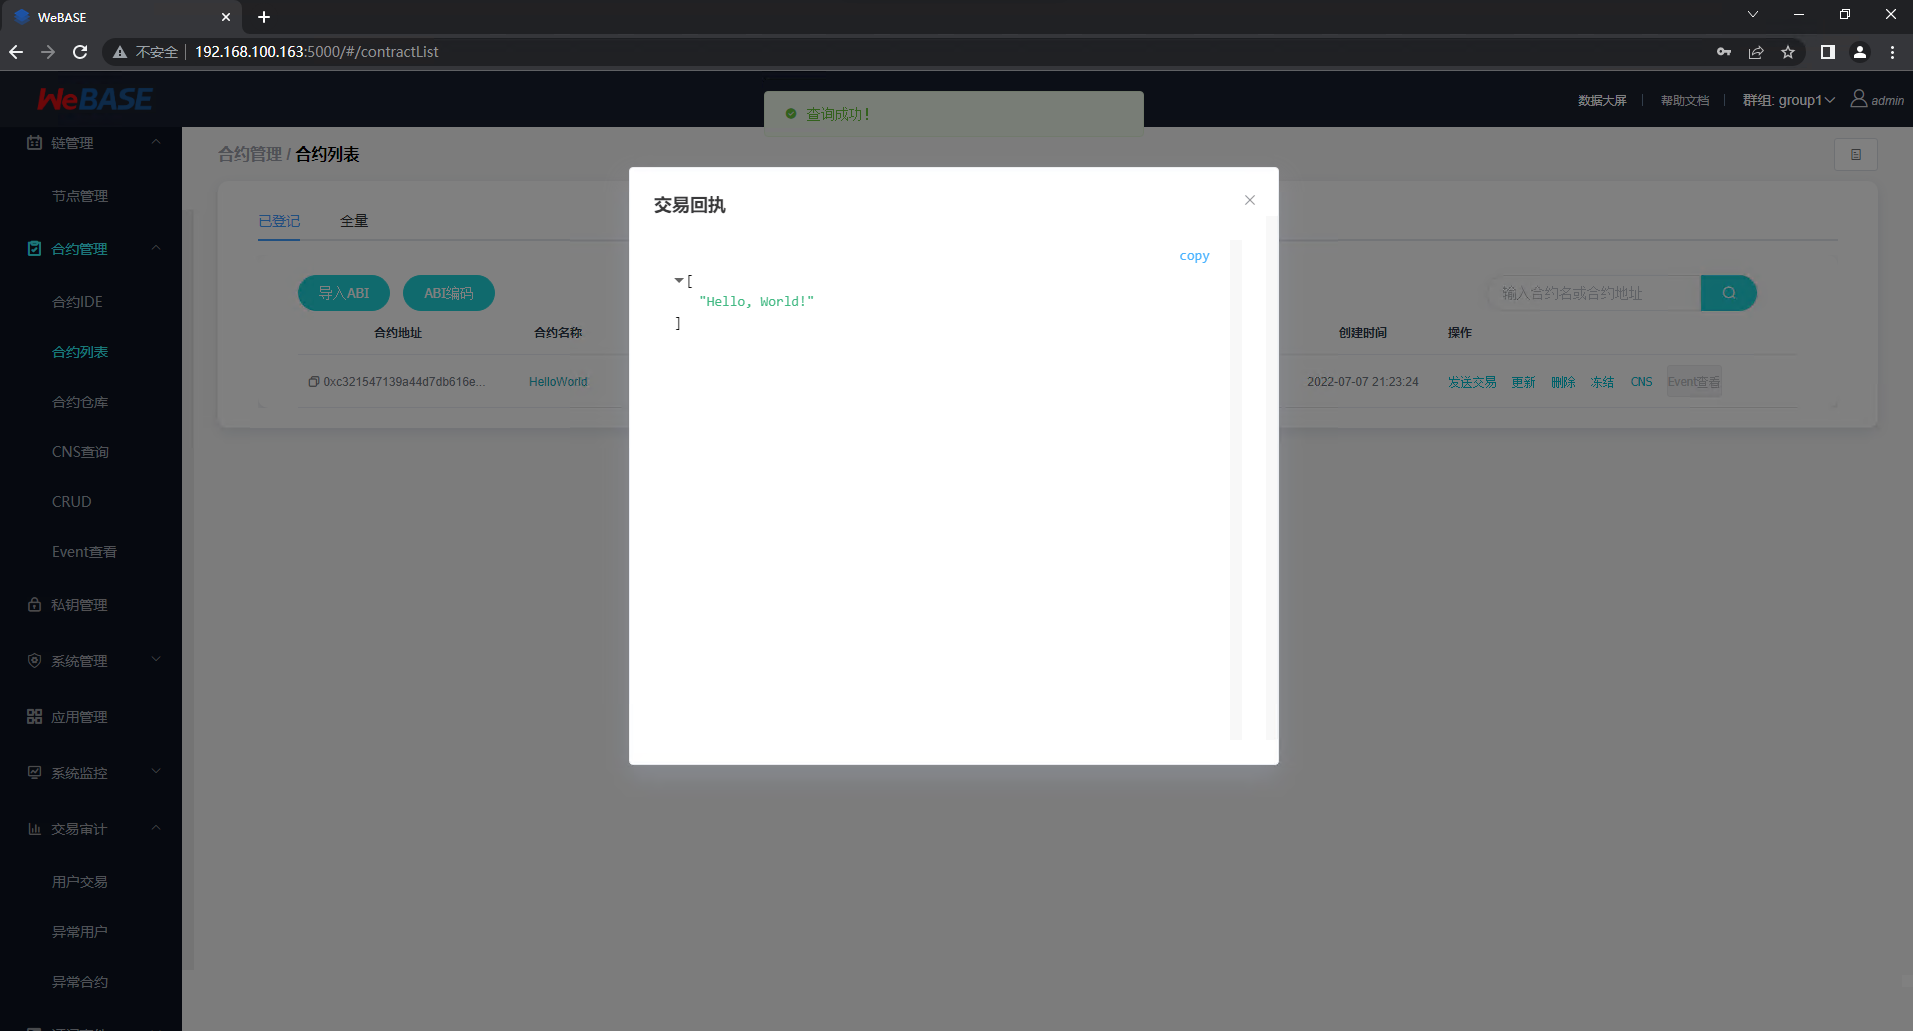 WeBASE
不安全 192.168.100.163:5000/#/contractList
WeBASE
查询成功！
数据大屏 帮助文档 群组: group1 admin
链管理
节点管理
合约管理
合约IDE
合约列表
合约仓库
CNS查询
CRUD
Event查看
私钥管理
系统管理
应用管理
系统监控
交易审计
用户交易
异常用户
异常合约
合约管理 / 合约列表
已登记 全量
导入ABI ABI编码
输入合约名或合约地址
合约地址 合约名称 创建时间 操作
0xc321547139a44d7db616e... HelloWorld 2022-07-07 21:23:24 发送交易 更新 删除 冻结 CNS Event查看
交易回执
copy
[
"Hello, World!"
]